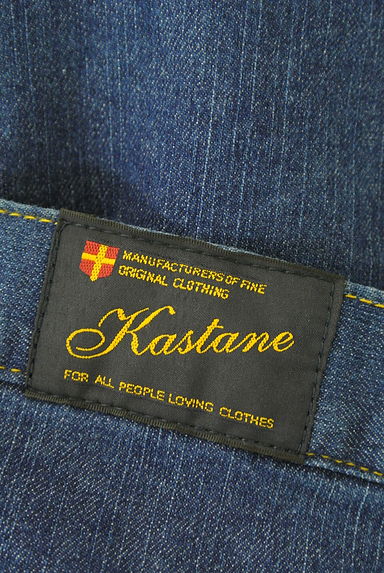 MANUFACTURERS OF FINE
ORIGINAL CLOTHING
Kastane
FOR ALL PEOPLE LOVING CLOTHES